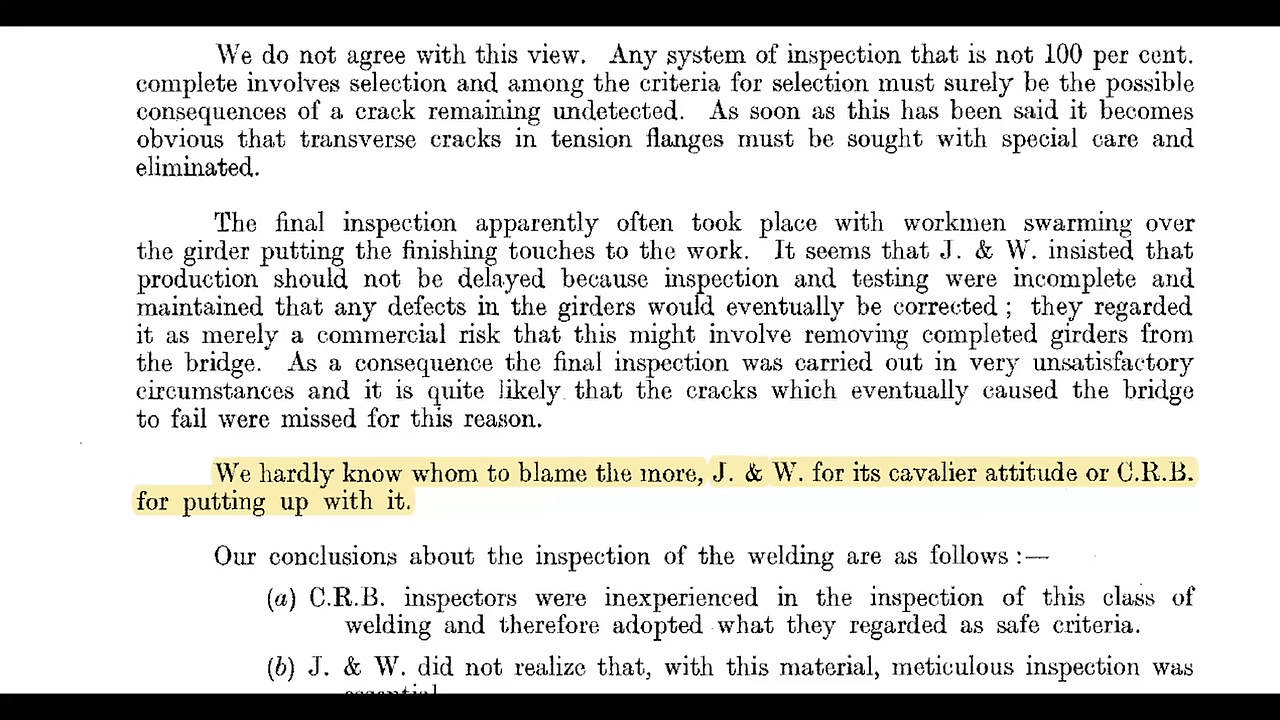 We do not agree with this view. Any system of inspection that is not 100 per cent.
complete involves selection and among the criteria for selection must surely be the possible
consequences of a crack remaining undetected. As soon as this has been said it becomes
obvious that transverse cracks in tension flanges must be sought with special care and
eliminated.
The final inspection apparently often took place with workmen swarming over
the girder putting the finishing touches to the work. It seems that J. & W. insisted that
production should not be delayed because inspection and testing were incomplete and
maintained that any defects in the girders would eventually be corrected ; they regarded
it as merely a commercial risk that this might involve removing completed girders from
the bridge. As a consequence the final inspection was carried out in very unsatisfactory
circumstances and it is quite likely that the cracks which eventually caused the bridge
to fail were missed for this reason.
We hardly know whom to blame the more, J. & W. for its cavalier attitude or C.R.B.
for putting up with it.
Our conclusions about the inspection of the welding are as follows :—
(a) C.R.B. inspectors were inexperienced in the inspection of this class of
welding and therefore adopted what they regarded as safe criteria.
(b) J. & W. did not realize that, with this material, meticulous inspection was